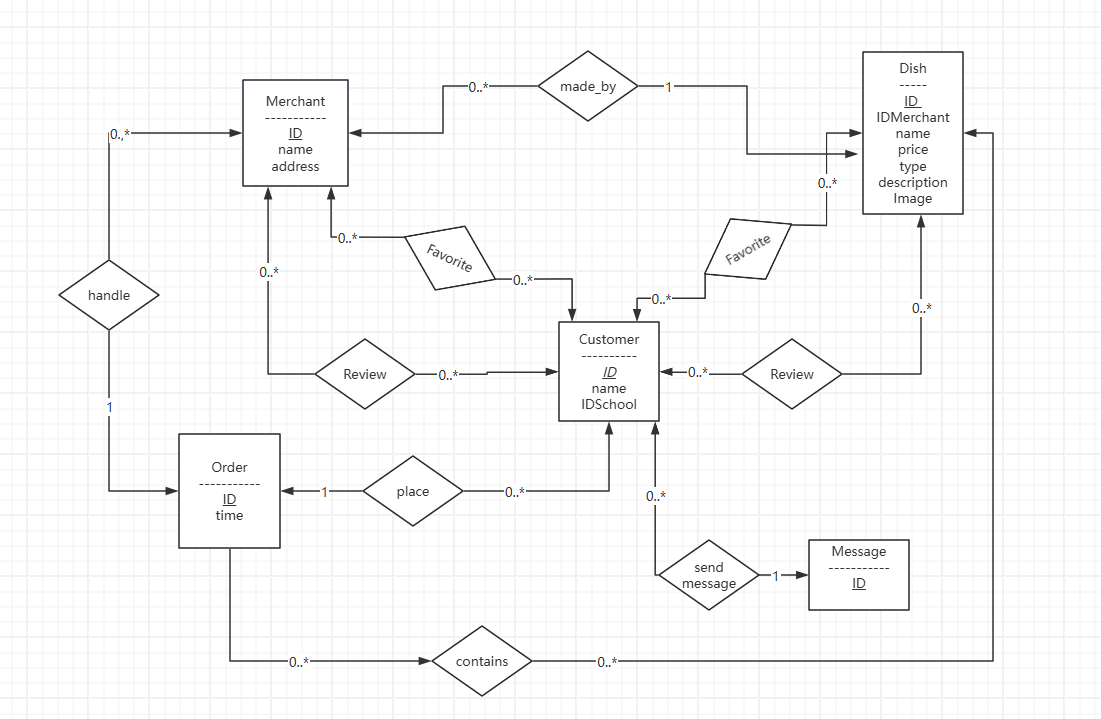 made_by
0..*
1
Merchant
-----------
ID
name
address
Dish
-----
ID
IDMerchant
name
price
type
description
Image
0.,*
0..*
0..*
Favorite
0..*
Favorite
0..*
0..*
handle
0..*
Customer
----------
ID
name
IDSchool
Review
0..*
0..*
Review
1
Order
-----------
ID
time
1
place
0..*
0..*
send
message
1
Message
-----------
ID
0..*
contains
0..*